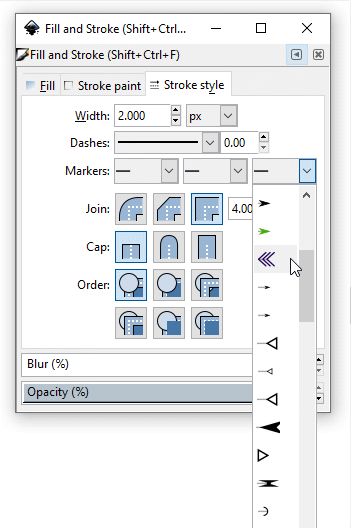 Fill and Stroke (Shift+Ctrl...
Fill and Stroke (Shift+Ctrl+F)
Fill Stroke paint Stroke style
Width: 2.000 px
Dashes: 0.00
Markers:
Join: 4.00
Cap:
Order:
Blur (%)
Opacity (%)